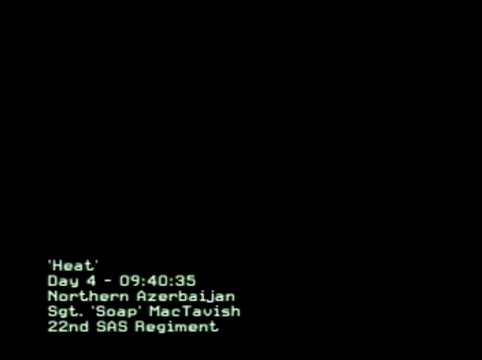 'Heat'
Day 4 - 09:40:35
Northern Azerbaijan
Sgt. 'Soap' MacTavish
22nd SAS Regiment